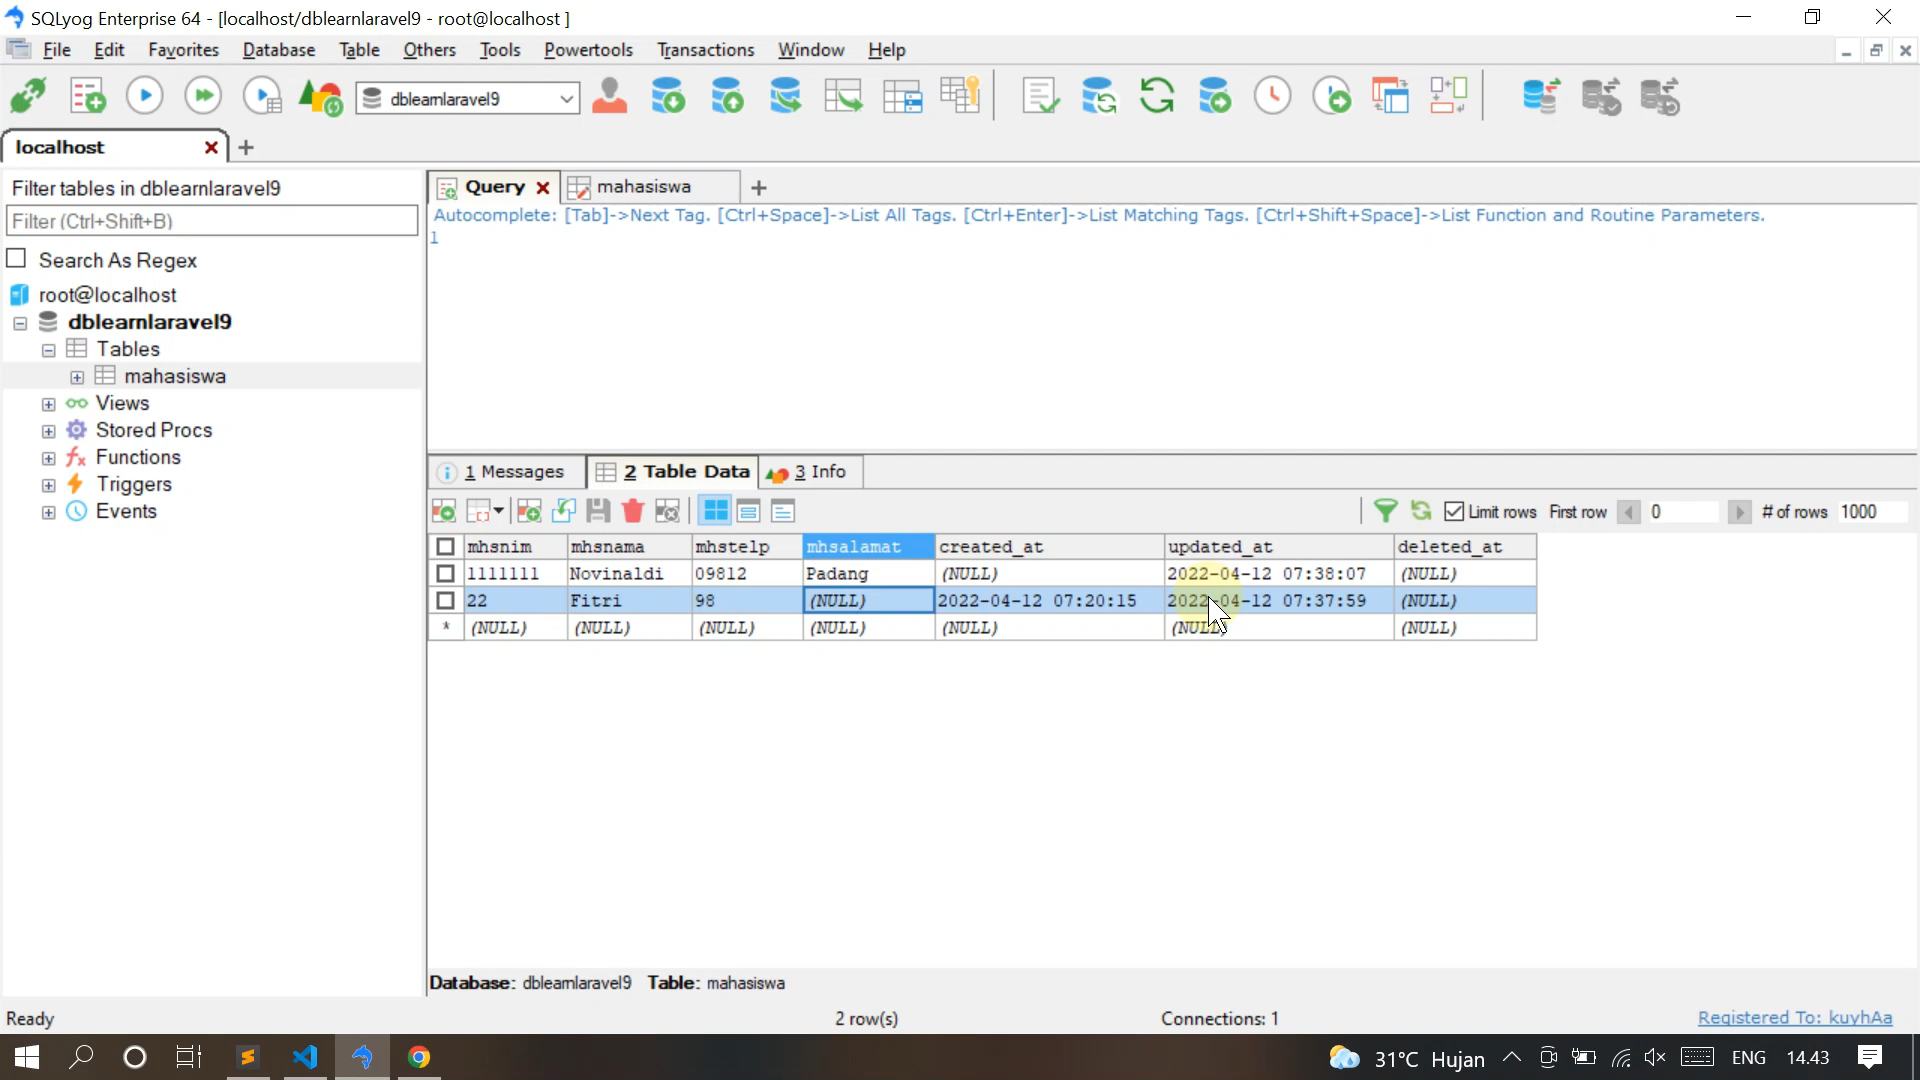 SQLyog Enterprise 64 - [localhost/dblearnlaravel9 - root@localhost ]
File Edit Favorites Database Table Others Tools Powertools Transactions Window Help
dblearnlaravel9
localhost
Filter tables in dblearnlaravel9
Filter (Ctrl+Shift+B)
Search As Regex
root@localhost
dblearnlaravel9
Tables
mahasiswa
Views
Stored Procs
Functions
Triggers
Events
Query mahasiswa
Autocomplete: [Tab]->Next Tag. [Ctrl+Space]->List All Tags. [Ctrl+Enter]->List Matching Tags. [Ctrl+Shift+Space]->List Function and Routine Parameters.
1
1 Messages 2 Table Data 3 Info
Limit rows First row 0 # of rows 1000
mhsnim mhsnama mhstelp mhsalamat created_at updated_at deleted_at
1111111 Novinaldi 09812 Padang (NULL) 2022-04-12 07:38:07 (NULL)
22 Fitri 98 (NULL) 2022-04-12 07:20:15 2022-04-12 07:37:59 (NULL)
* (NULL) (NULL) (NULL) (NULL) (NULL) (NULL) (NULL)
Database: dblearnlaravel9 Table: mahasiswa
Ready 2 row(s) Connections: 1 Registered To: kuyhAa
31°C Hujan ENG 14.43